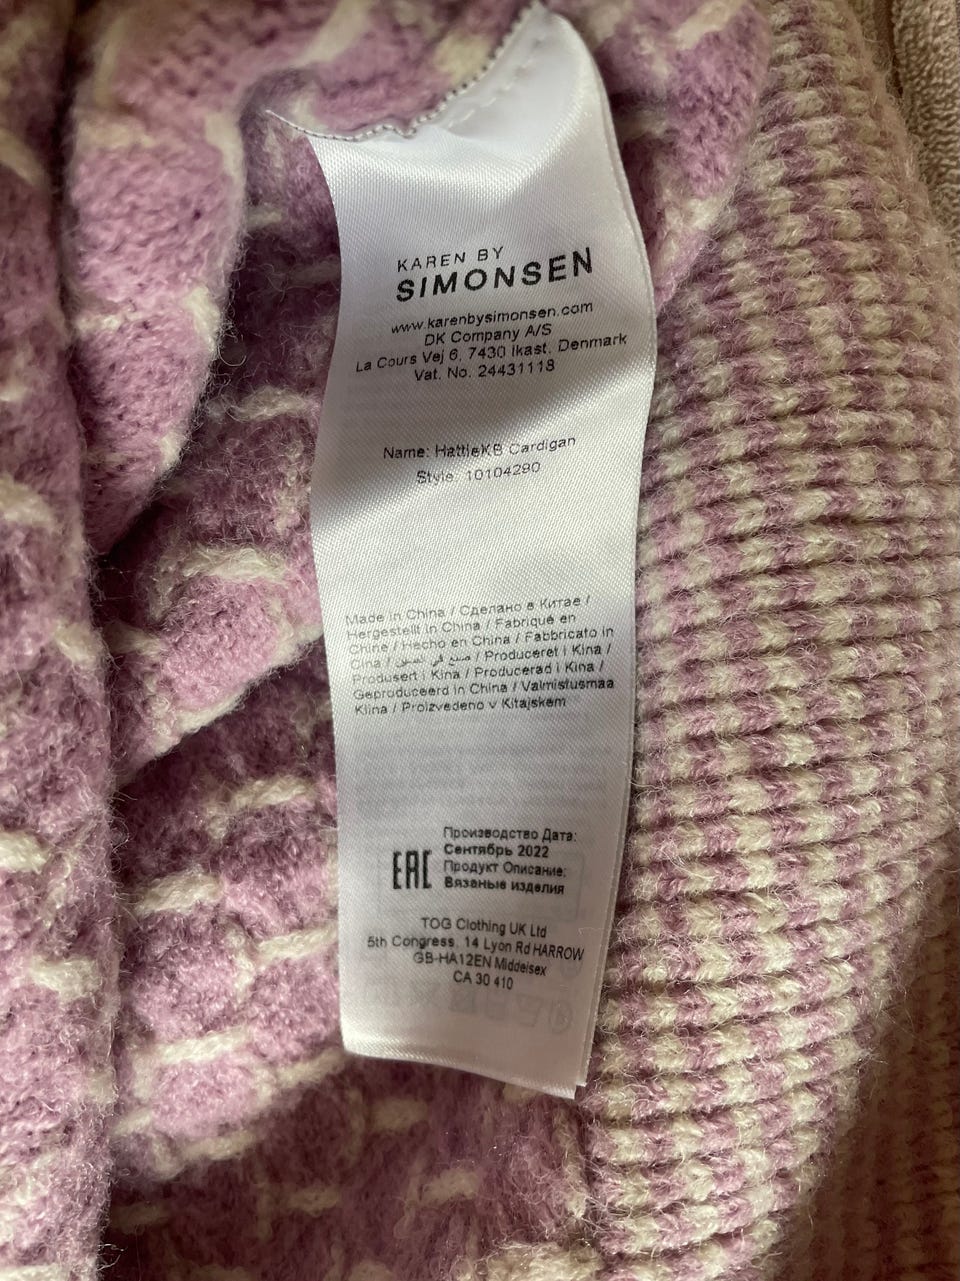 KAREN BY
SIMONSEN
www.karenbysimonsen.com
DK Company A/S
La Cours Vej 6, 7430 Ikast, Denmark
Vat. No. 24431118
Name: HattieKB Cardigan
Style: 10104290
Made in China / Сделано в Китае /
Hergestellt in China / Fabriqué en
Chine / Hecho en China / Fabbricato in
Cina / صنع في الصين / Produceret i Kina /
Produsert i Kina / Producerad i Kina /
Geproduceerd in China / Valmistusmaa
Kiina / Proizvedeno v Kitajskem
Производство Дата:
Сентябрь 2022
EAC
Продукт Описание:
Вязаные изделия
TOG Clothing UK Ltd
5th Congress. 14 Lyon Rd HARROW
GB-HA12EN Middelsex
CA 30 410